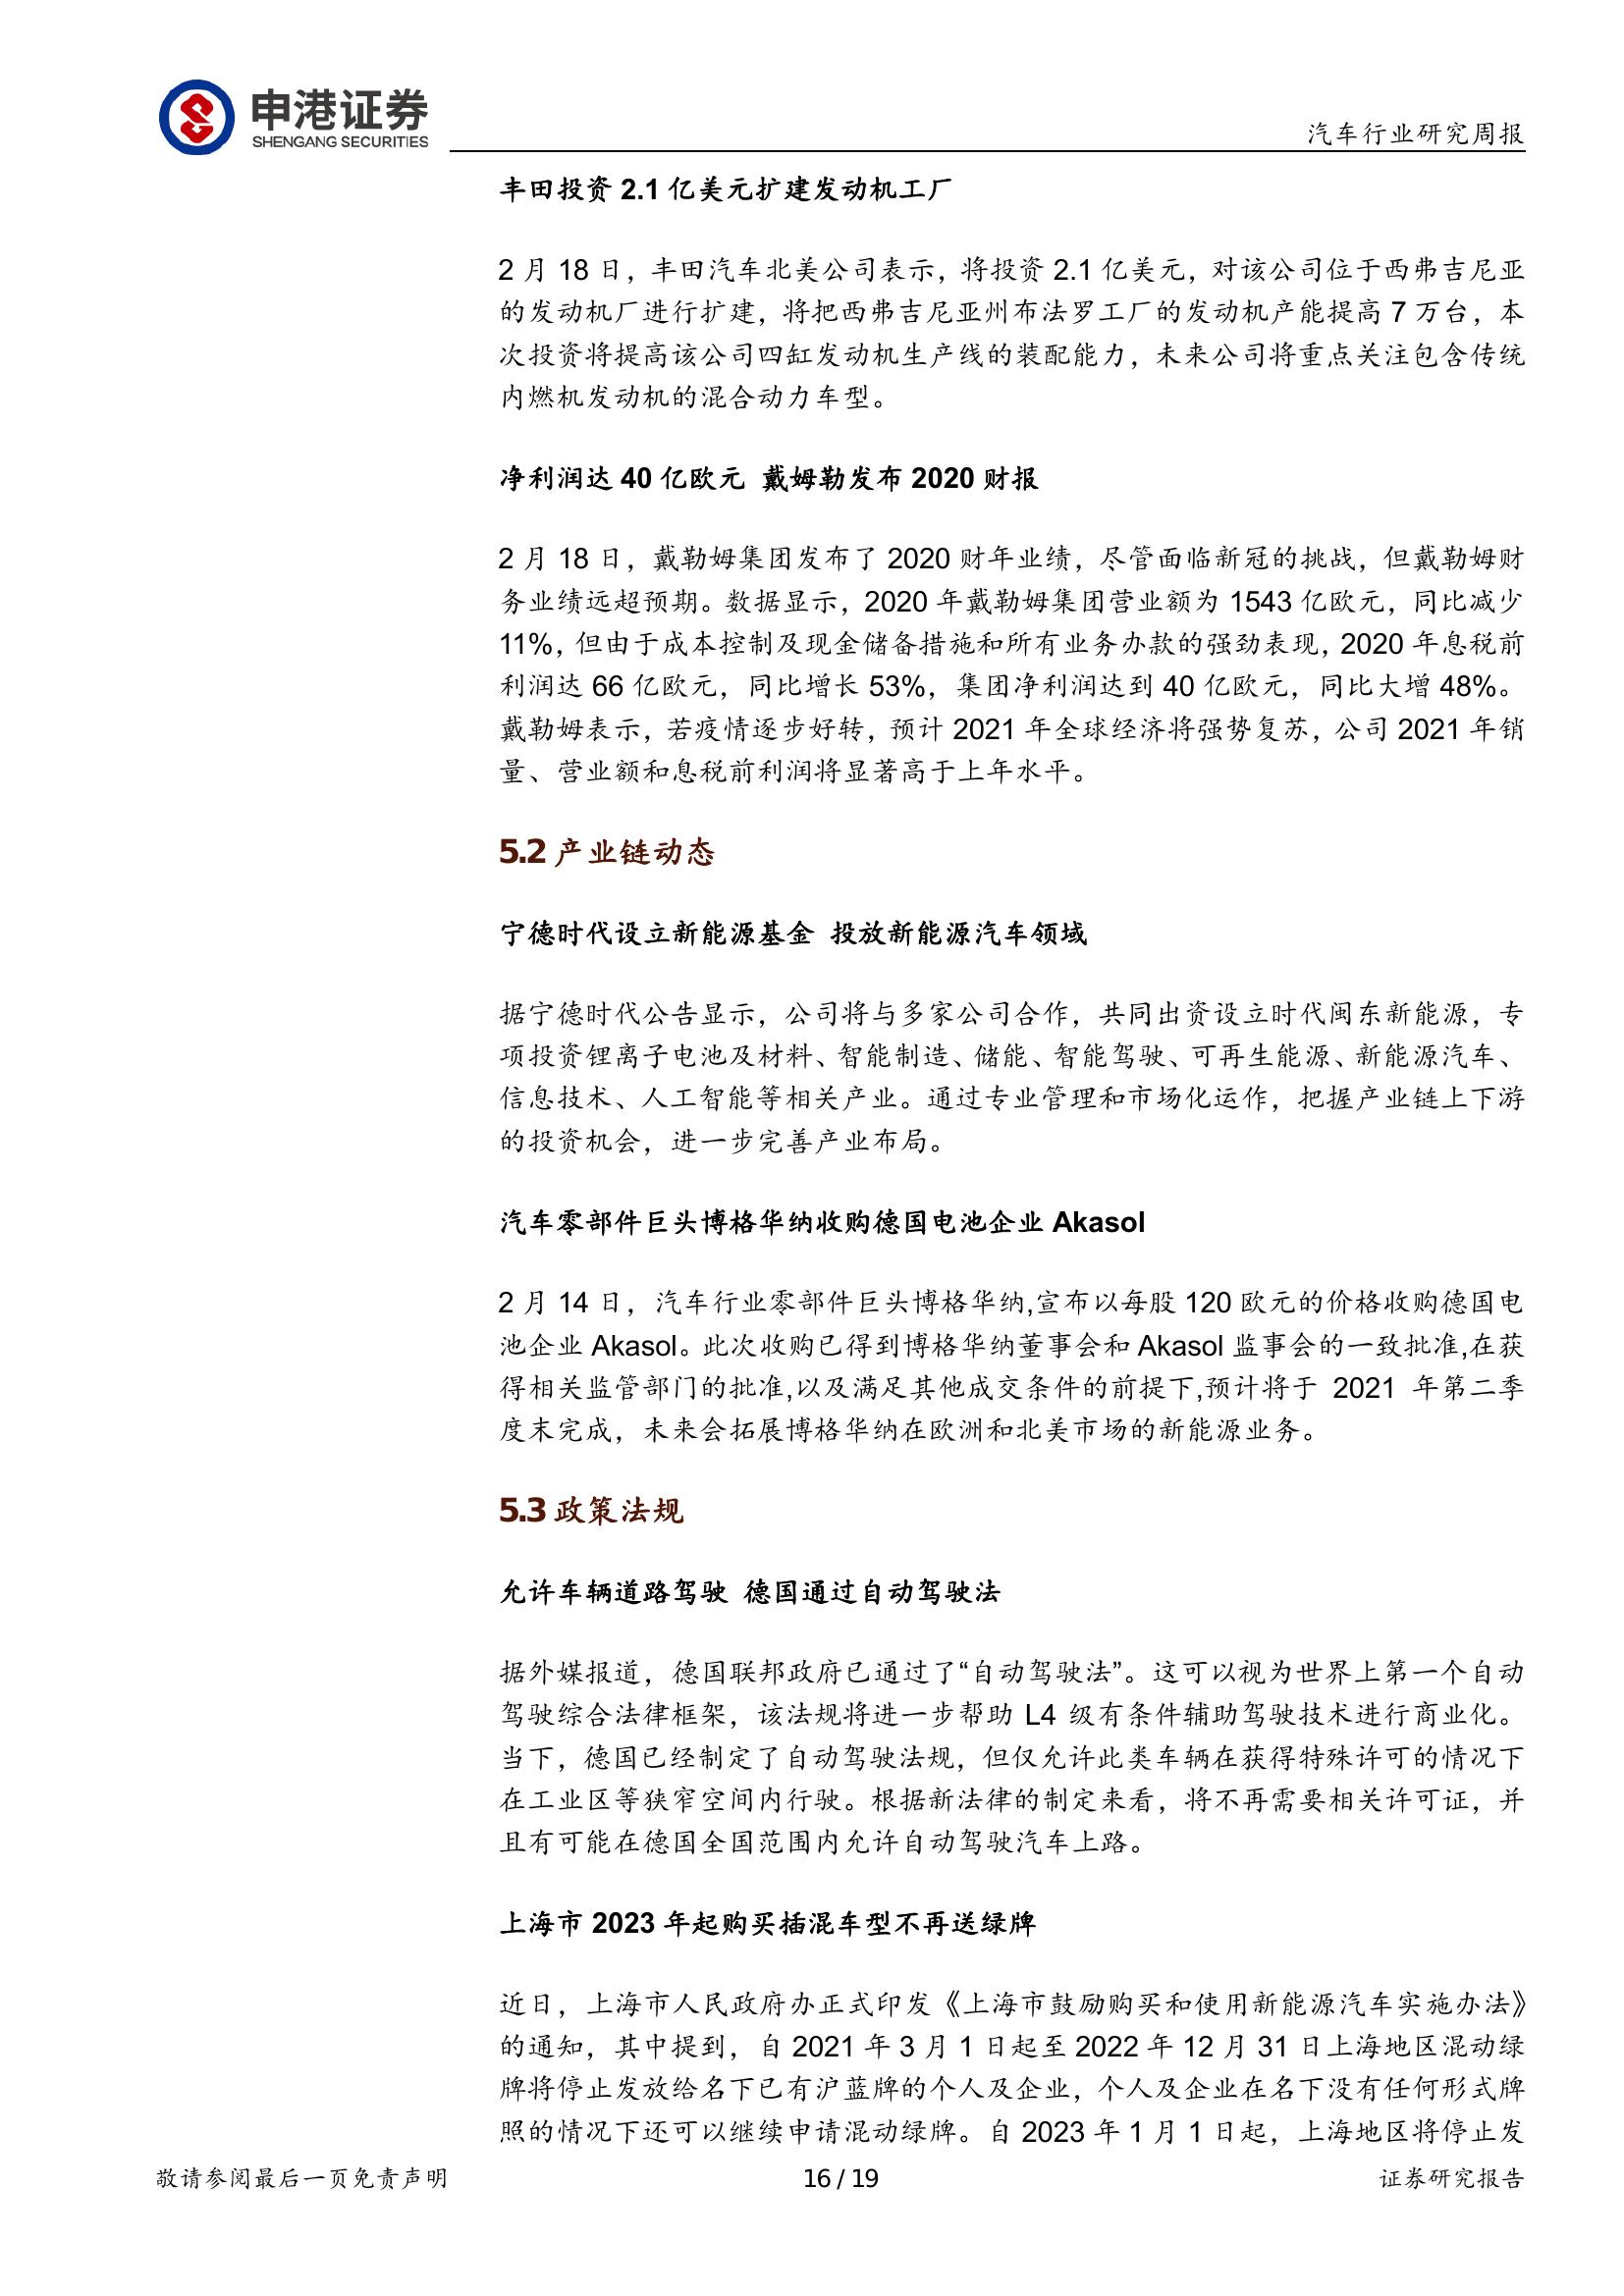 申港证券
SHENGANG SECURITIES
汽车行业研究周报
丰田投资 2.1 亿美元扩建发动机工厂
2 月 18 日，丰田汽车北美公司表示，将投资 2.1 亿美元，对该公司位于西弗吉尼亚
的发动机厂进行扩建，将把西弗吉尼亚州布法罗工厂的发动机产能提高 7 万台，本
次投资将提高该公司四缸发动机生产线的装配能力，未来公司将重点关注包含传统
内燃机发动机的混合动力车型。
净利润达 40 亿欧元 戴姆勒发布 2020 财报
2 月 18 日，戴勒姆集团发布了 2020 财年业绩，尽管面临新冠的挑战，但戴勒姆财
务业绩远超预期。数据显示，2020 年戴勒姆集团营业额为 1543 亿欧元，同比减少
11%，但由于成本控制及现金储备措施和所有业务办款的强劲表现，2020 年息税前
利润达 66 亿欧元，同比增长 53%，集团净利润达到 40 亿欧元，同比大增 48%。
戴勒姆表示，若疫情逐步好转，预计 2021 年全球经济将强势复苏，公司 2021 年销
量、营业额和息税前利润将显著高于上年水平。
5.2 产业链动态
宁德时代设立新能源基金 投放新能源汽车领域
据宁德时代公告显示，公司将与多家公司合作，共同出资设立时代闽东新能源，专
项投资锂离子电池及材料、智能制造、储能、智能驾驶、可再生能源、新能源汽车、
信息技术、人工智能等相关产业。通过专业管理和市场化运作，把握产业链上下游
的投资机会，进一步完善产业布局。
汽车零部件巨头博格华纳收购德国电池企业 Akasol
2 月 14 日，汽车行业零部件巨头博格华纳,宣布以每股 120 欧元的价格收购德国电
池企业 Akasol。此次收购已得到博格华纳董事会和 Akasol 监事会的一致批准,在获
得相关监管部门的批准,以及满足其他成交条件的前提下,预计将于 2021 年第二季
度末完成，未来会拓展博格华纳在欧洲和北美市场的新能源业务。
5.3 政策法规
允许车辆道路驾驶 德国通过自动驾驶法
据外媒报道，德国联邦政府已通过了“自动驾驶法”。这可以视为世界上第一个自动
驾驶综合法律框架，该法规将进一步帮助 L4 级有条件辅助驾驶技术进行商业化。
当下，德国已经制定了自动驾驶法规，但仅允许此类车辆在获得特殊许可的情况下
在工业区等狭窄空间内行驶。根据新法律的制定来看，将不再需要相关许可证，并
且有可能在德国全国范围内允许自动驾驶汽车上路。
上海市 2023 年起购买插混车型不再送绿牌
近日，上海市人民政府办正式印发《上海市鼓励购买和使用新能源汽车实施办法》
的通知，其中提到，自 2021 年 3 月 1 日起至 2022 年 12 月 31 日上海地区混动绿
牌将停止发放给名下已有沪蓝牌的个人及企业，个人及企业在名下没有任何形式牌
照的情况下还可以继续申请混动绿牌。自 2023 年 1 月 1 日起，上海地区将停止发
敬请参阅最后一页免责声明
16 / 19
证券研究报告